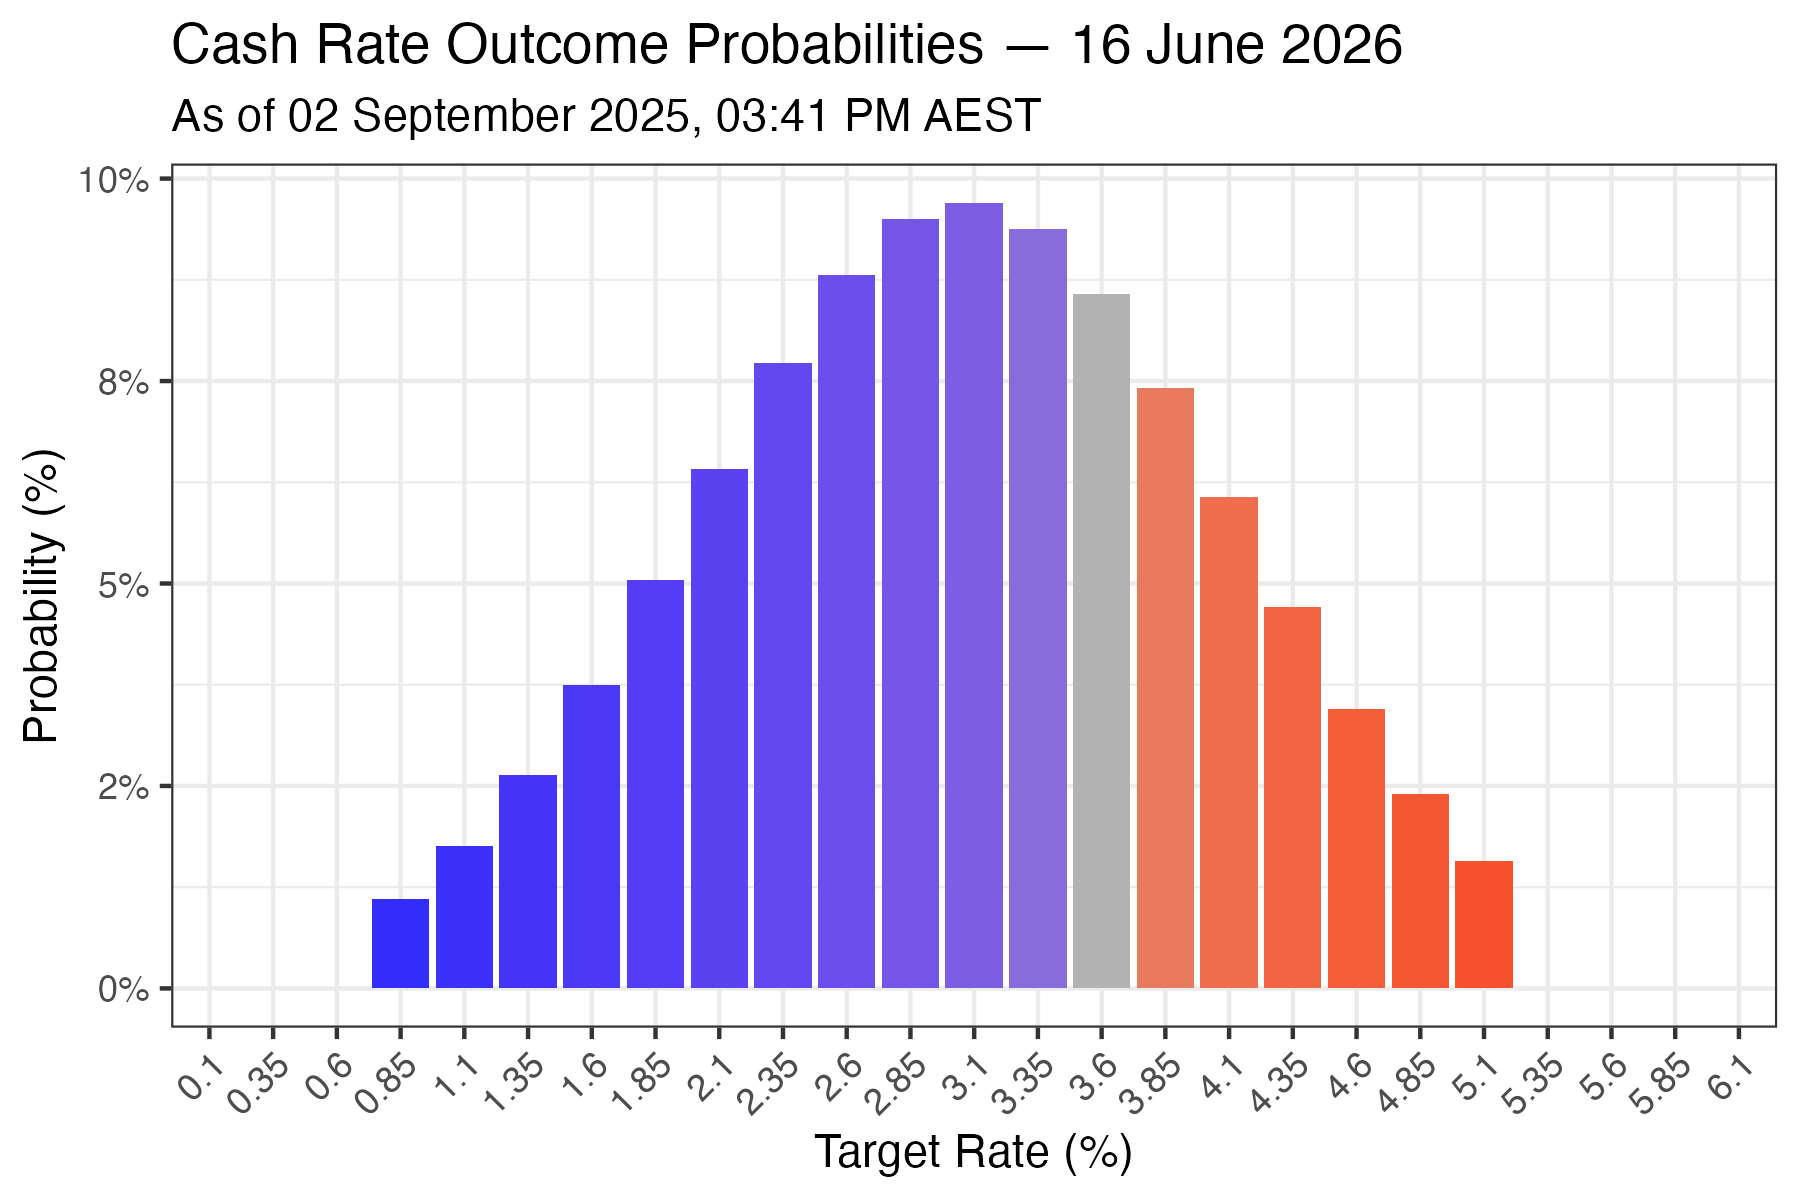 Cash Rate Outcome Probabilities — 16 June 2026
As of 02 September 2025, 03:41 PM AEST
Probability (%)
10%
8%
5%
2%
0%
0.1 0.35 0.6 0.85 1.1 1.35 1.6 1.85 2.1 2.35 2.6 2.85 3.1 3.35 3.6 3.85 4.1 4.35 4.6 4.85 5.1 5.35 5.6 5.85 6.1
Target Rate (%)